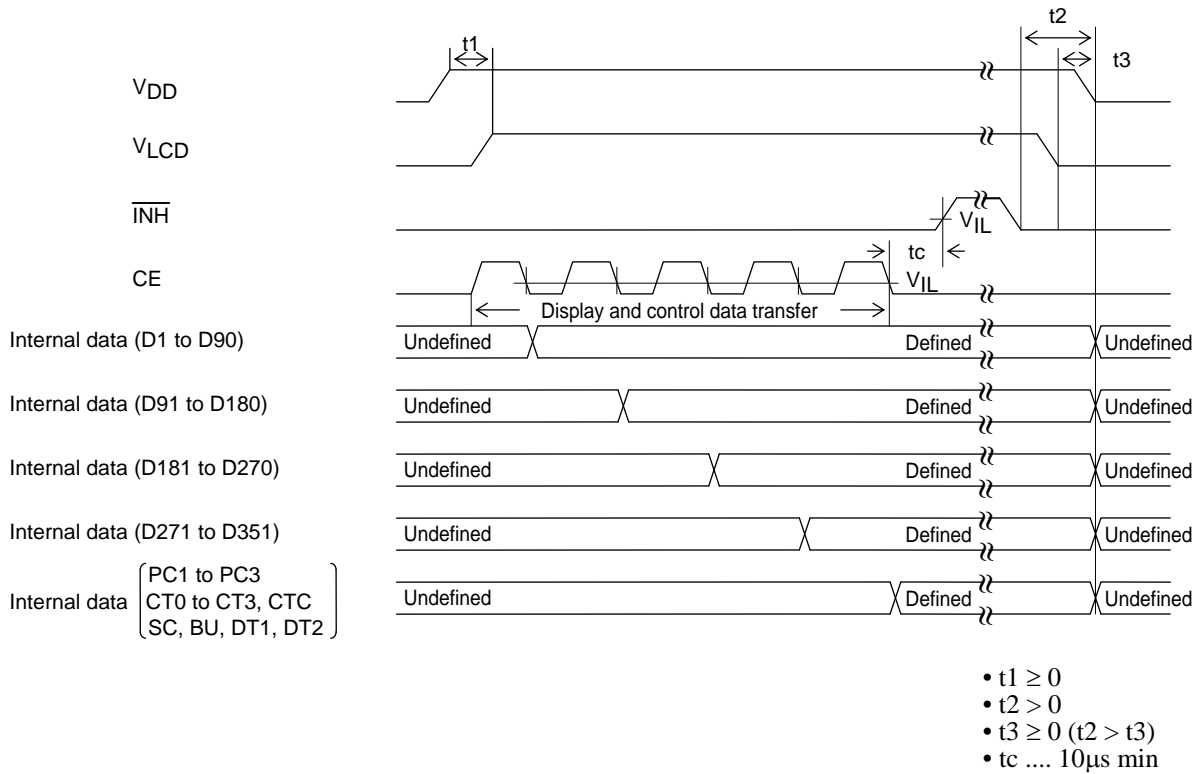 t2
t1
t3
VDD
VLCD
INH
VIL
tc
CE
VIL
Display and control data transfer
Internal data (D1 to D90)
Undefined
Defined
Undefined
Internal data (D91 to D180)
Undefined
Defined
Undefined
Internal data (D181 to D270)
Undefined
Defined
Undefined
Internal data (D271 to D351)
Undefined
Defined
Undefined
Internal data
PC1 to PC3
CT0 to CT3, CTC
SC, BU, DT1, DT2
Undefined
Defined
Undefined
• t1 ≥ 0
• t2 > 0
• t3 ≥ 0 (t2 > t3)
• tc .... 10μs min